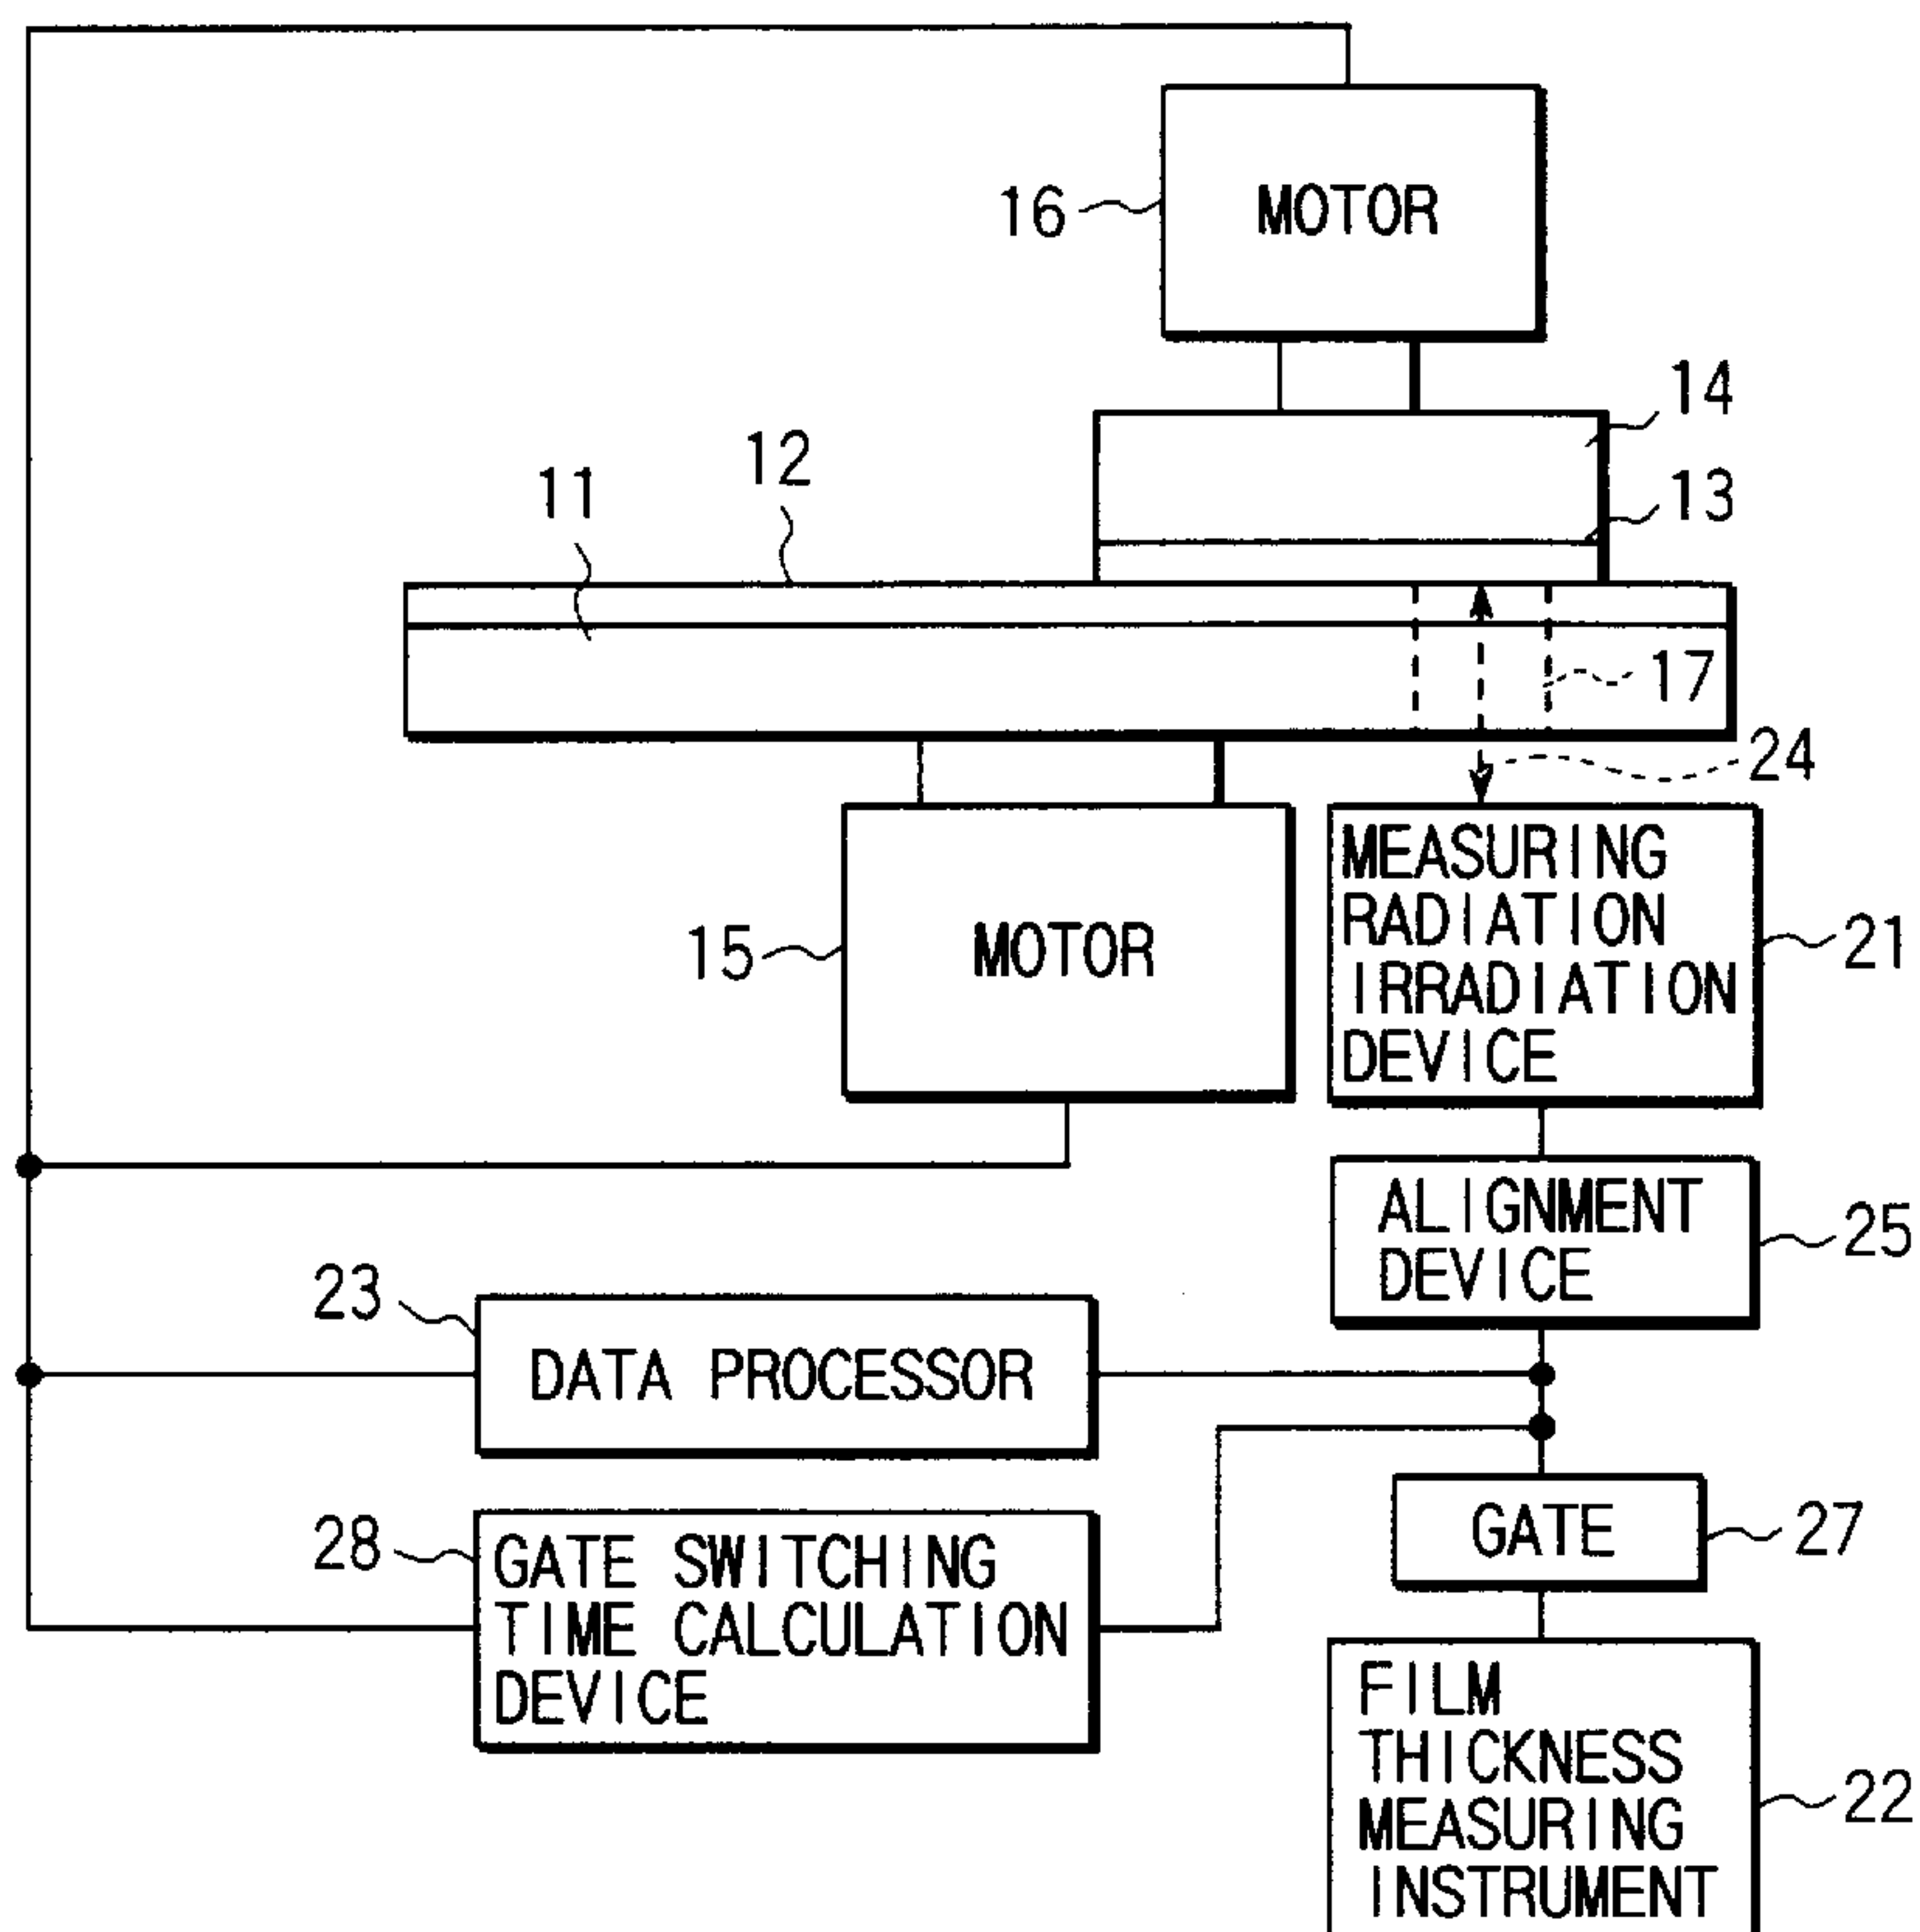 16
MOTOR
14
12
11
13
17
24
MEASURING
RADIATION
IRRADIATION
DEVICE
21
15
MOTOR
ALIGNMENT
DEVICE
25
23
DATA PROCESSOR
28
GATE SWITCHING
TIME CALCULATION
DEVICE
GATE
27
FILM
THICKNESS
MEASURING
INSTRUMENT
22